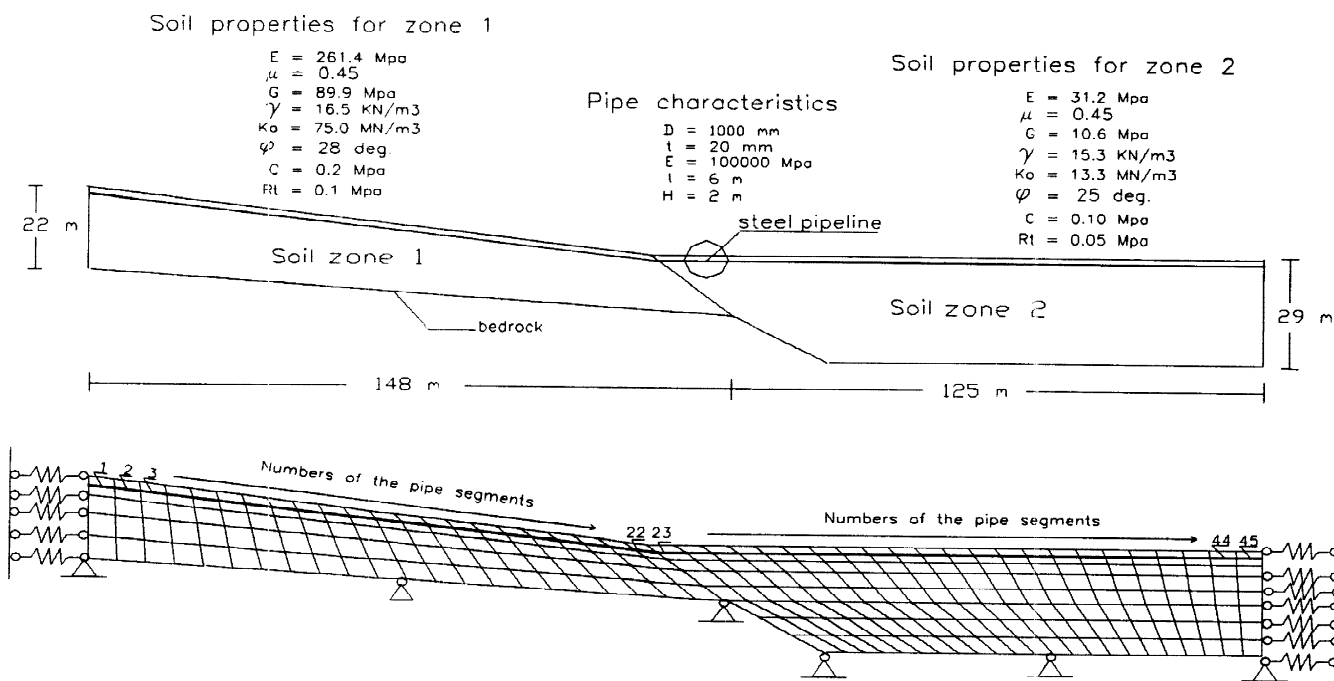 Soil properties for zone 1
E = 261.4 Mpa
μ = 0.45
G = 89.9 Mpa
γ = 16.5 KN/m3
Ko = 75.0 MN/m3
φ = 28 deg.
C = 0.2 Mpa
Rt = 0.1 Mpa
Pipe characteristics
D = 1000 mm
t = 20 mm
E = 100000 Mpa
l = 6 m
H = 2 m
steel pipeline
Soil properties for zone 2
E = 31.2 Mpa
μ = 0.45
G = 10.6 Mpa
γ = 15.3 KN/m3
Ko = 13.3 MN/m3
φ = 25 deg.
C = 0.10 Mpa
Rt = 0.05 Mpa
22 m
Soil zone 1
bedrock
Soil zone 2
29 m
148 m
125 m
1 2 3
Numbers of the pipe segments
22 23
Numbers of the pipe segments
44 45